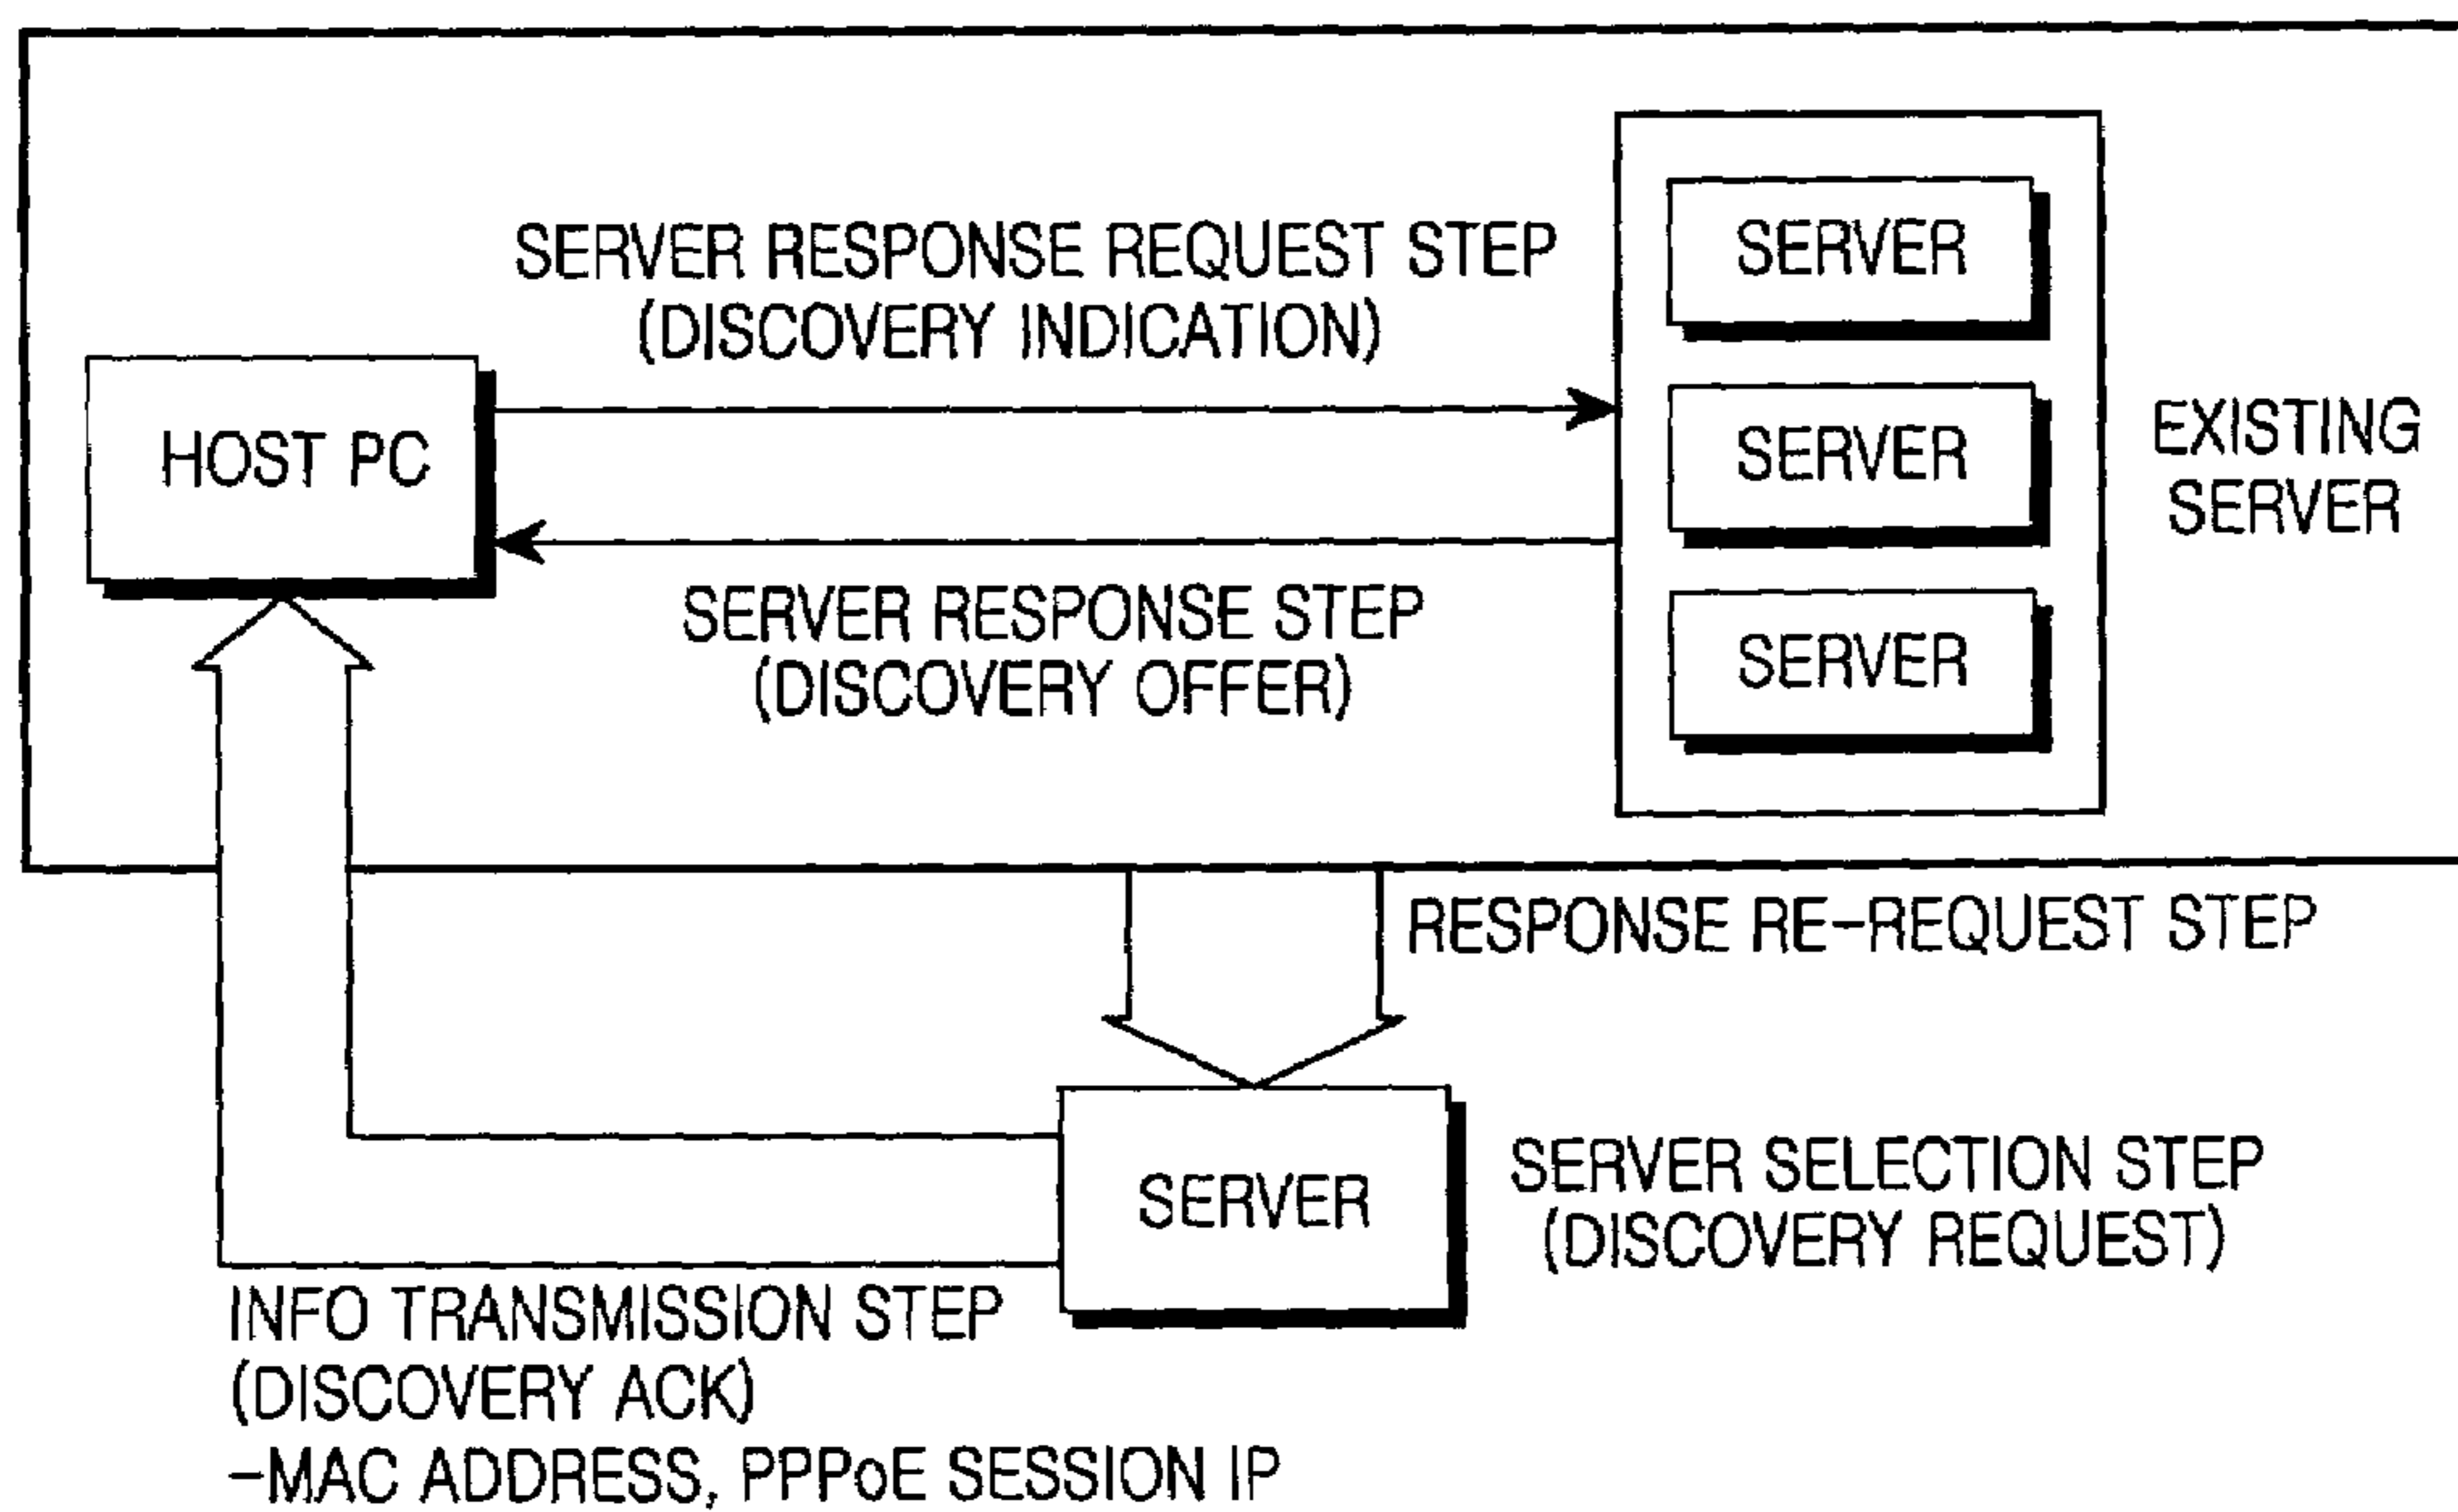 SERVER RESPONSE REQUEST STEP
(DISCOVERY INDICATION)
HOST PC
SERVER RESPONSE STEP
(DISCOVERY OFFER)
SERVER
SERVER
SERVER
EXISTING
SERVER
RESPONSE RE-REQUEST STEP
SERVER
SERVER SELECTION STEP
(DISCOVERY REQUEST)
INFO TRANSMISSION STEP
(DISCOVERY ACK)
-MAC ADDRESS, PPPoE SESSION IP